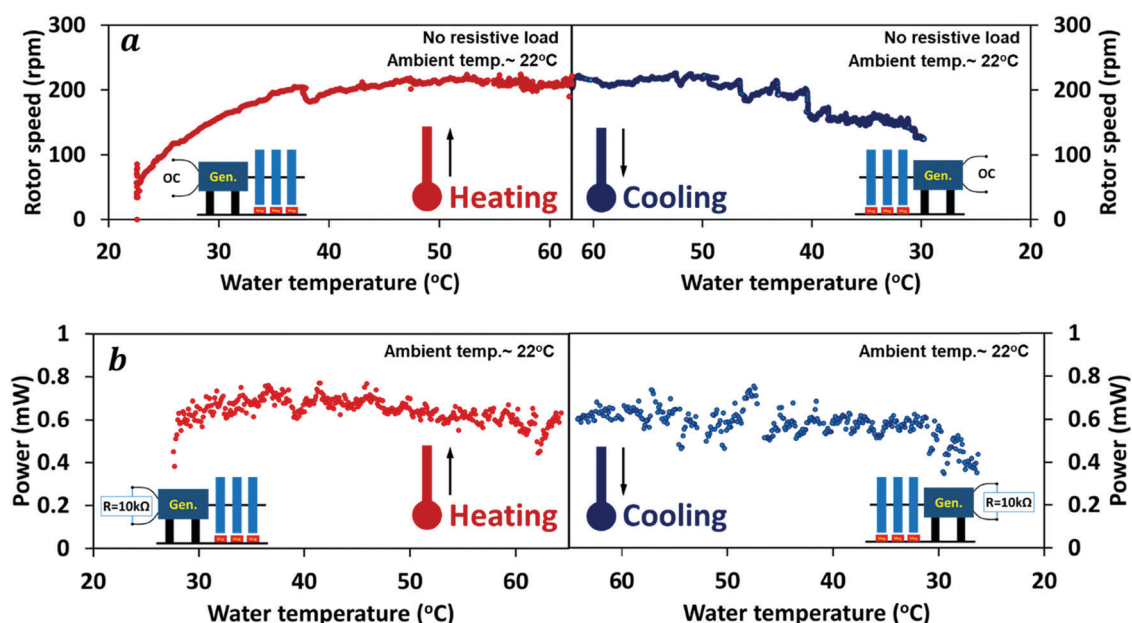 a
No resistive load
Ambient temp.~ 22°C
No resistive load
Ambient temp.~ 22°C
Rotor speed (rpm)
300
200
100
0
300
200
100
0
Rotor speed (rpm)
OC
Gen.
Heating
Cooling
Gen.
OC
20
30
40
50
60
60
50
40
30
20
Water temperature (°C)
Water temperature (°C)
b
Ambient temp.~ 22°C
Ambient temp.~ 22°C
Power (mW)
1
0.8
0.6
0.4
0.2
0
1
0.8
0.6
0.4
0.2
0
Power (mW)
R=10kΩ
Gen.
Heating
Cooling
Gen.
R=10kΩ
20
30
40
50
60
60
50
40
30
20
Water temperature (°C)
Water temperature (°C)